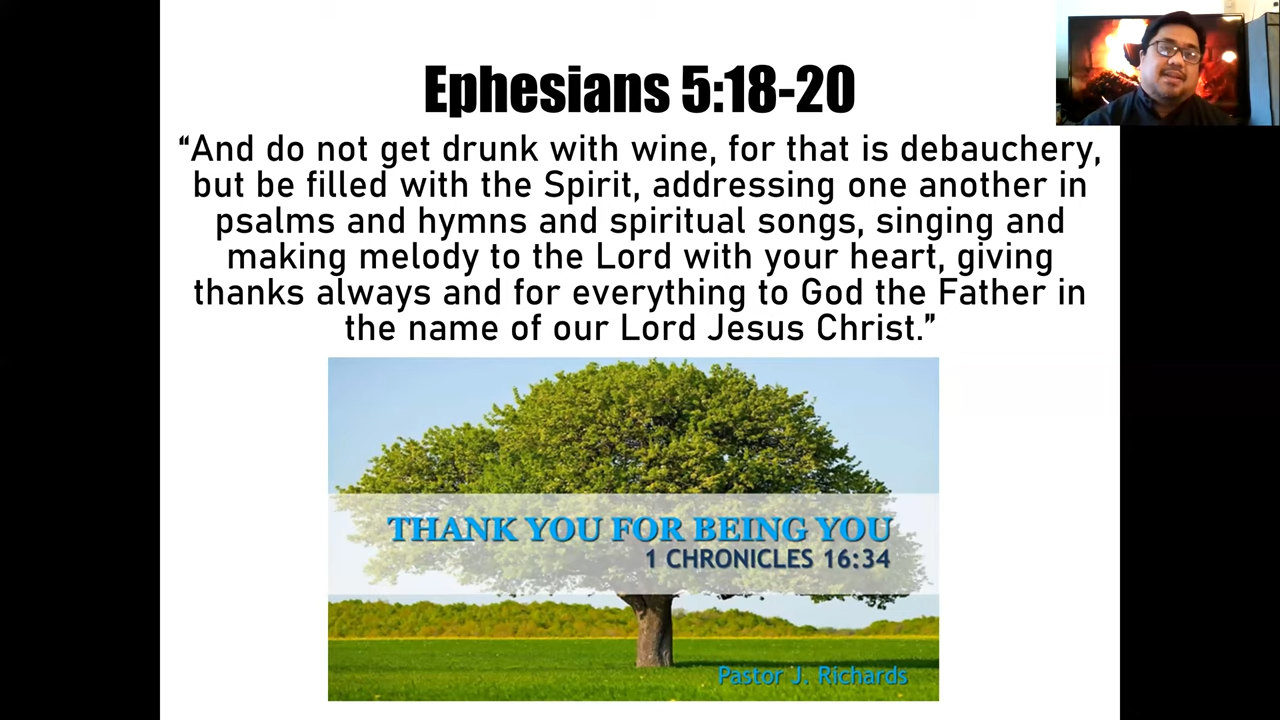 Ephesians 5:18-20
“And do not get drunk with wine, for that is debauchery,
but be filled with the Spirit, addressing one another in
psalms and hymns and spiritual songs, singing and
making melody to the Lord with your heart, giving
thanks always and for everything to God the Father in
the name of our Lord Jesus Christ.”
THANK YOU FOR BEING YOU
1 CHRONICLES 16:34
Pastor J. Richards